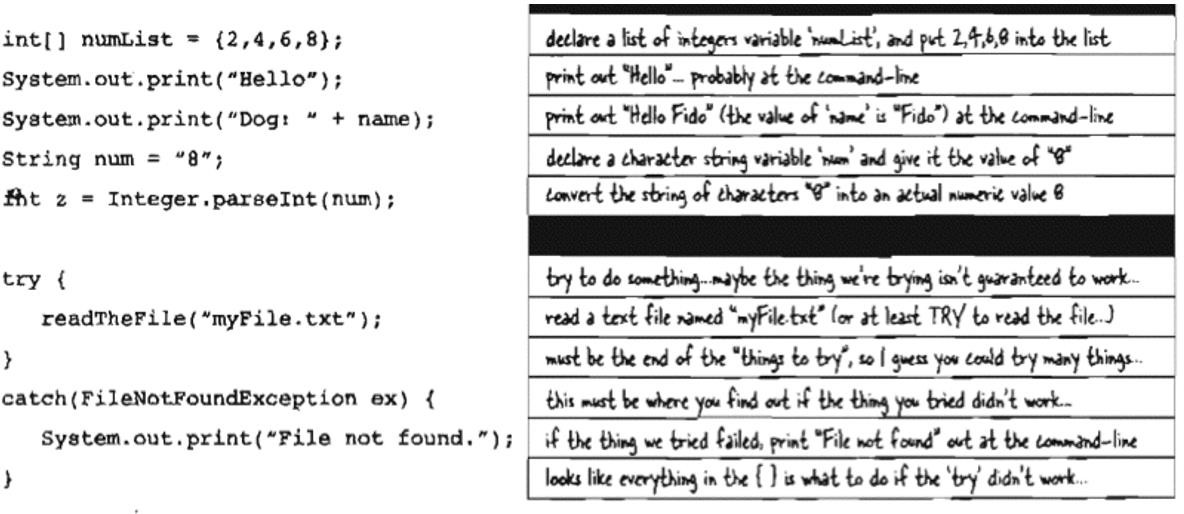 int[] numList = {2,4,6,8};
declare a list of integers variable 'numList', and put 2,4,6,8 into the list
System.out.print("Hello");
print out "Hello"... probably at the command-line
System.out.print("Dog: " + name);
print out "Hello Fido" (the value of 'name' is "Fido") at the command-line
String num = "8";
declare a character string variable 'num' and give it the value of "8"
int z = Integer.parseInt(num);
convert the string of characters "8" into an actual numeric value 8
try {
try to do something...maybe the thing we're trying isn't guaranteed to work...
readTheFile("myFile.txt");
read a text file named "myFile.txt" (or at least TRY to read the file...)
}
must be the end of the "things to try", so I guess you could try many things...
catch(FileNotFoundException ex) {
this must be where you find out if the thing you tried didn't work...
System.out.print("File not found.");
if the thing we tried failed, print "File not found" out at the command-line
}
looks like everything in the { } is what to do if the 'try' didn't work...